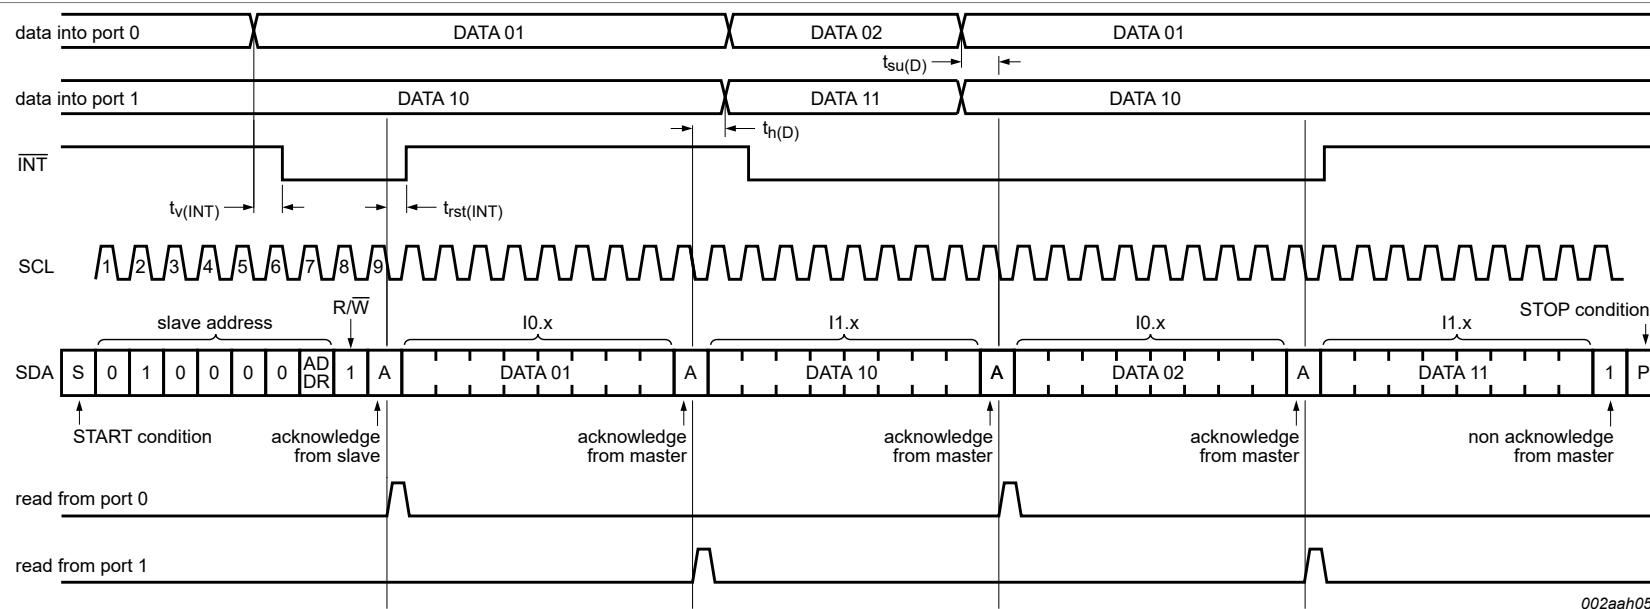 data into port 0 DATA 01 DATA 02 DATA 01
tsu(D)
data into port 1 DATA 10 DATA 11 DATA 10
th(D)
INT
tv(INT) trst(INT)
SCL 1 2 3 4 5 6 7 8 9
R/W STOP condition
slave address I0.x I1.x I0.x I1.x
SDA S 0 1 0 0 0 0 AD DR 1 A DATA 01 A DATA 10 A DATA 02 A DATA 11 1 P
START condition acknowledge from slave acknowledge from master acknowledge from master acknowledge from master non acknowledge from master
read from port 0
read from port 1
002aah05